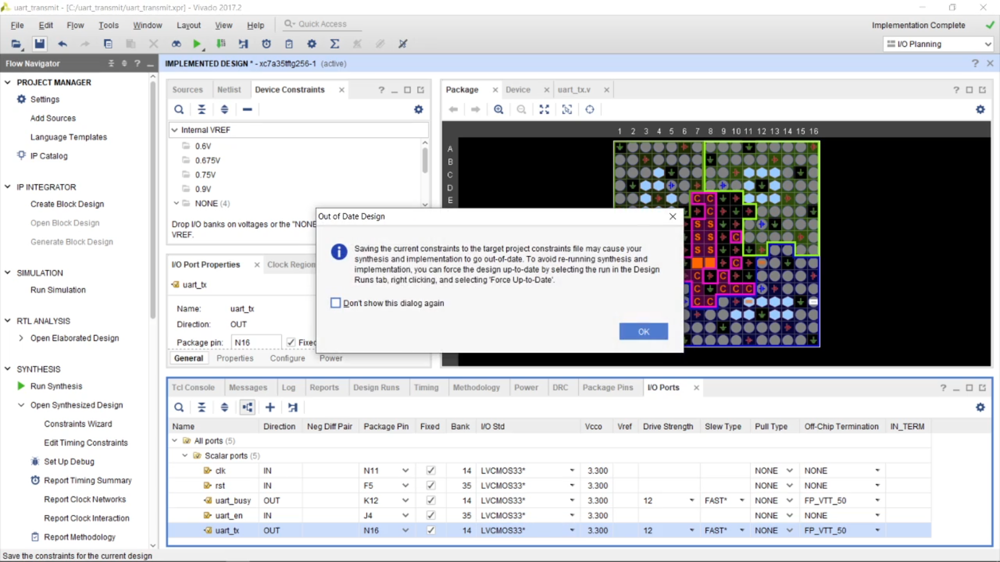 uart_transmit - [C:/uart_transmit/uart_transmit.xpr] - Vivado 2017.2
File Edit Flow Tools Window Layout View Help Quick Access
Implementation Complete
I/O Planning
Flow Navigator
PROJECT MANAGER
Settings
Add Sources
Language Templates
IP Catalog
IP INTEGRATOR
Create Block Design
Open Block Design
Generate Block Design
SIMULATION
Run Simulation
RTL ANALYSIS
Open Elaborated Design
SYNTHESIS
Run Synthesis
Open Synthesized Design
Constraints Wizard
Edit Timing Constraints
Set Up Debug
Report Timing Summary
Report Clock Networks
Report Clock Interaction
Report Methodology
IMPLEMENTED DESIGN * - xc7a35tftg256-1 (active)
Sources Netlist Device Constraints
Internal VREF
0.6V
0.675V
0.75V
0.9V
NONE (4)
Drop I/O banks on voltages or the "NONE
VREF.
I/O Port Properties Clock Region
uart_tx
Name: uart_tx
Direction: OUT
Package pin: N16 Fixed
General Properties Configure Power
Package Device uart_tx.v
1 2 3 4 5 6 7 8 9 10 11 12 13 14 15 16
A
B
C
D
E
C C
C
S S
S S C
S S
C
C C C
C C C C
C C
Out of Date Design
Saving the current constraints to the target project constraints file may cause your
synthesis and implementation to go out-of-date. To avoid re-running synthesis and
implementation, you can force the design up-to-date by selecting the run in the Design
Runs tab, right clicking, and selecting 'Force Up-to-Date'.
Don't show this dialog again
OK
Tcl Console Messages Log Reports Design Runs Timing Methodology Power DRC Package Pins I/O Ports
Name Direction Neg Diff Pair Package Pin Fixed Bank I/O Std Vcco Vref Drive Strength Slew Type Pull Type Off-Chip Termination IN_TERM
All ports (5)
Scalar ports (5)
clk IN N11 14 LVCMOS33* 3.300 NONE NONE
rst IN F5 35 LVCMOS33* 3.300 NONE NONE
uart_busy OUT K12 14 LVCMOS33* 3.300 12 FAST* NONE FP_VTT_50
uart_en IN J4 35 LVCMOS33* 3.300 NONE NONE
uart_tx OUT N16 14 LVCMOS33* 3.300 12 FAST* NONE FP_VTT_50
Save the constraints for the current design